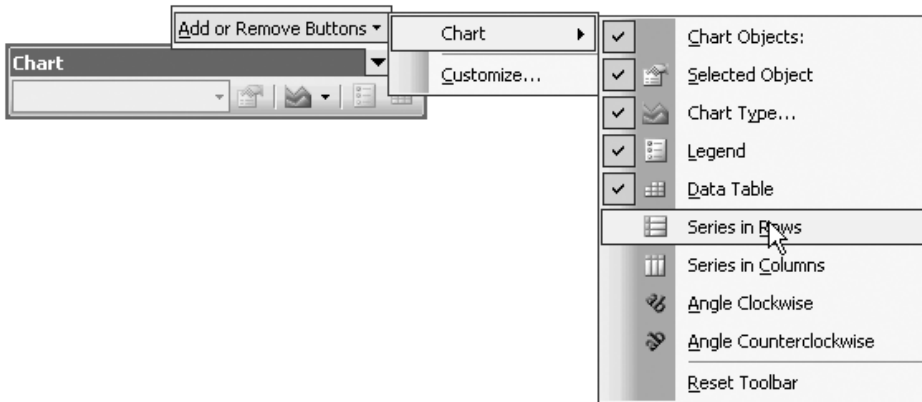 Add or Remove Buttons
Chart
Chart
Customize...
Chart Objects:
Selected Object
Chart Type...
Legend
Data Table
Series in Rows
Series in Columns
Angle Clockwise
Angle Counterclockwise
Reset Toolbar